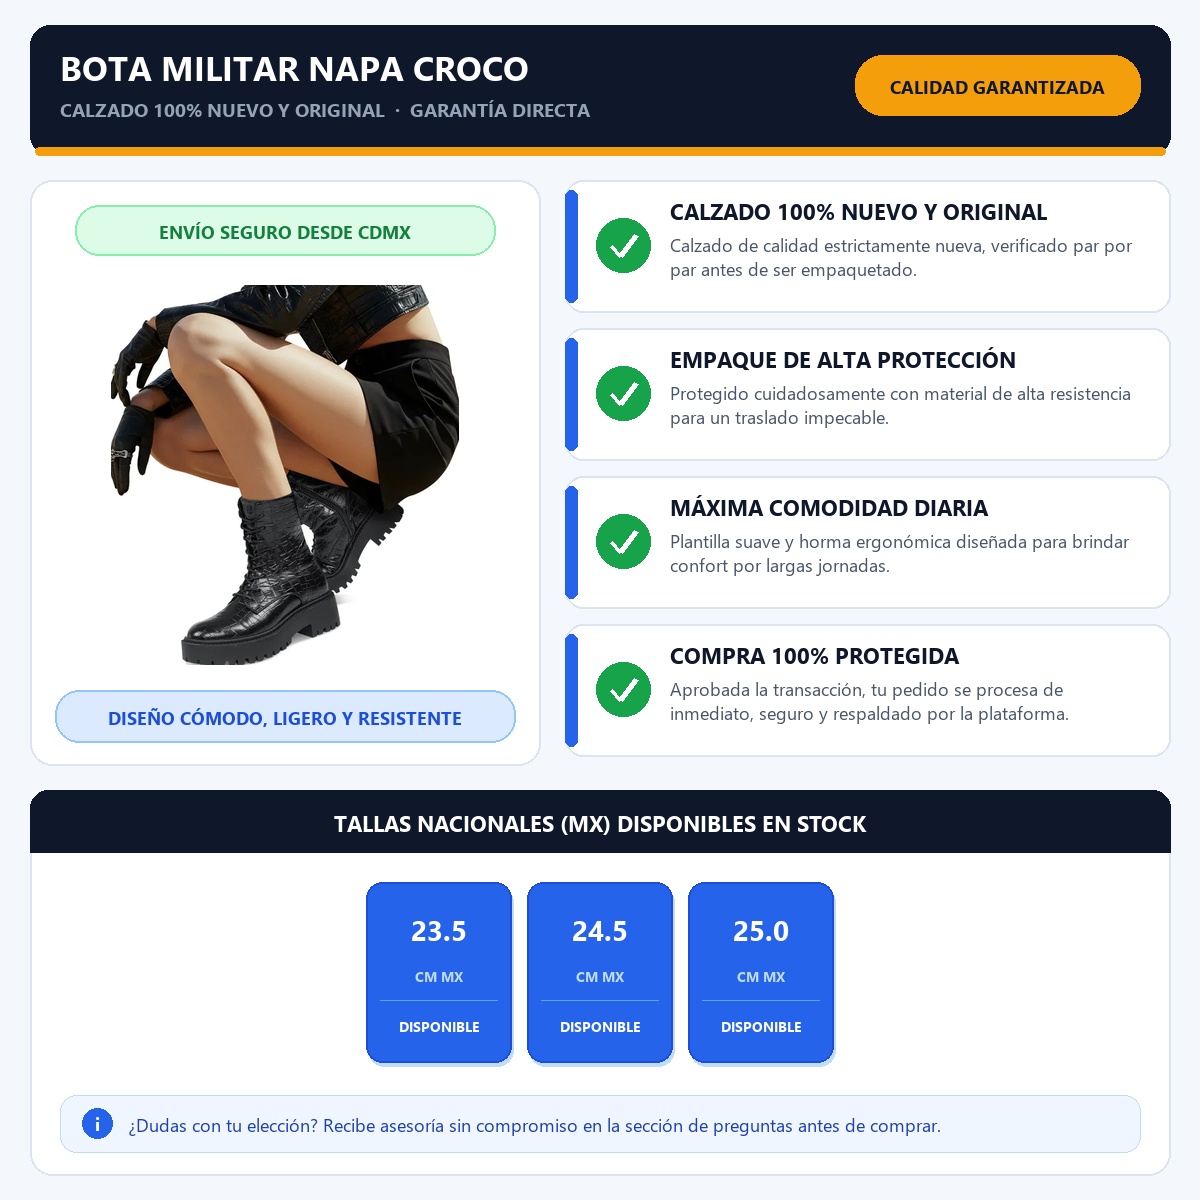 BOTA MILITAR NAPA CROCO
CALZADO 100% NUEVO Y ORIGINAL · GARANTÍA DIRECTA
CALIDAD GARANTIZADA
ENVÍO SEGURO DESDE CDMX
DISEÑO CÓMODO, LIGERO Y RESISTENTE
CALZADO 100% NUEVO Y ORIGINAL
Calzado de calidad estrictamente nueva, verificado par por
par antes de ser empaquetado.
EMPAQUE DE ALTA PROTECCIÓN
Protegido cuidadosamente con material de alta resistencia
para un traslado impecable.
MÁXIMA COMODIDAD DIARIA
Plantilla suave y horma ergonómica diseñada para brindar
confort por largas jornadas.
COMPRA 100% PROTEGIDA
Aprobada la transacción, tu pedido se procesa de
inmediato, seguro y respaldado por la plataforma.
TALLAS NACIONALES (MX) DISPONIBLES EN STOCK
23.5
CM MX
DISPONIBLE
24.5
CM MX
DISPONIBLE
25.0
CM MX
DISPONIBLE
¿Dudas con tu elección? Recibe asesoría sin compromiso en la sección de preguntas antes de comprar.